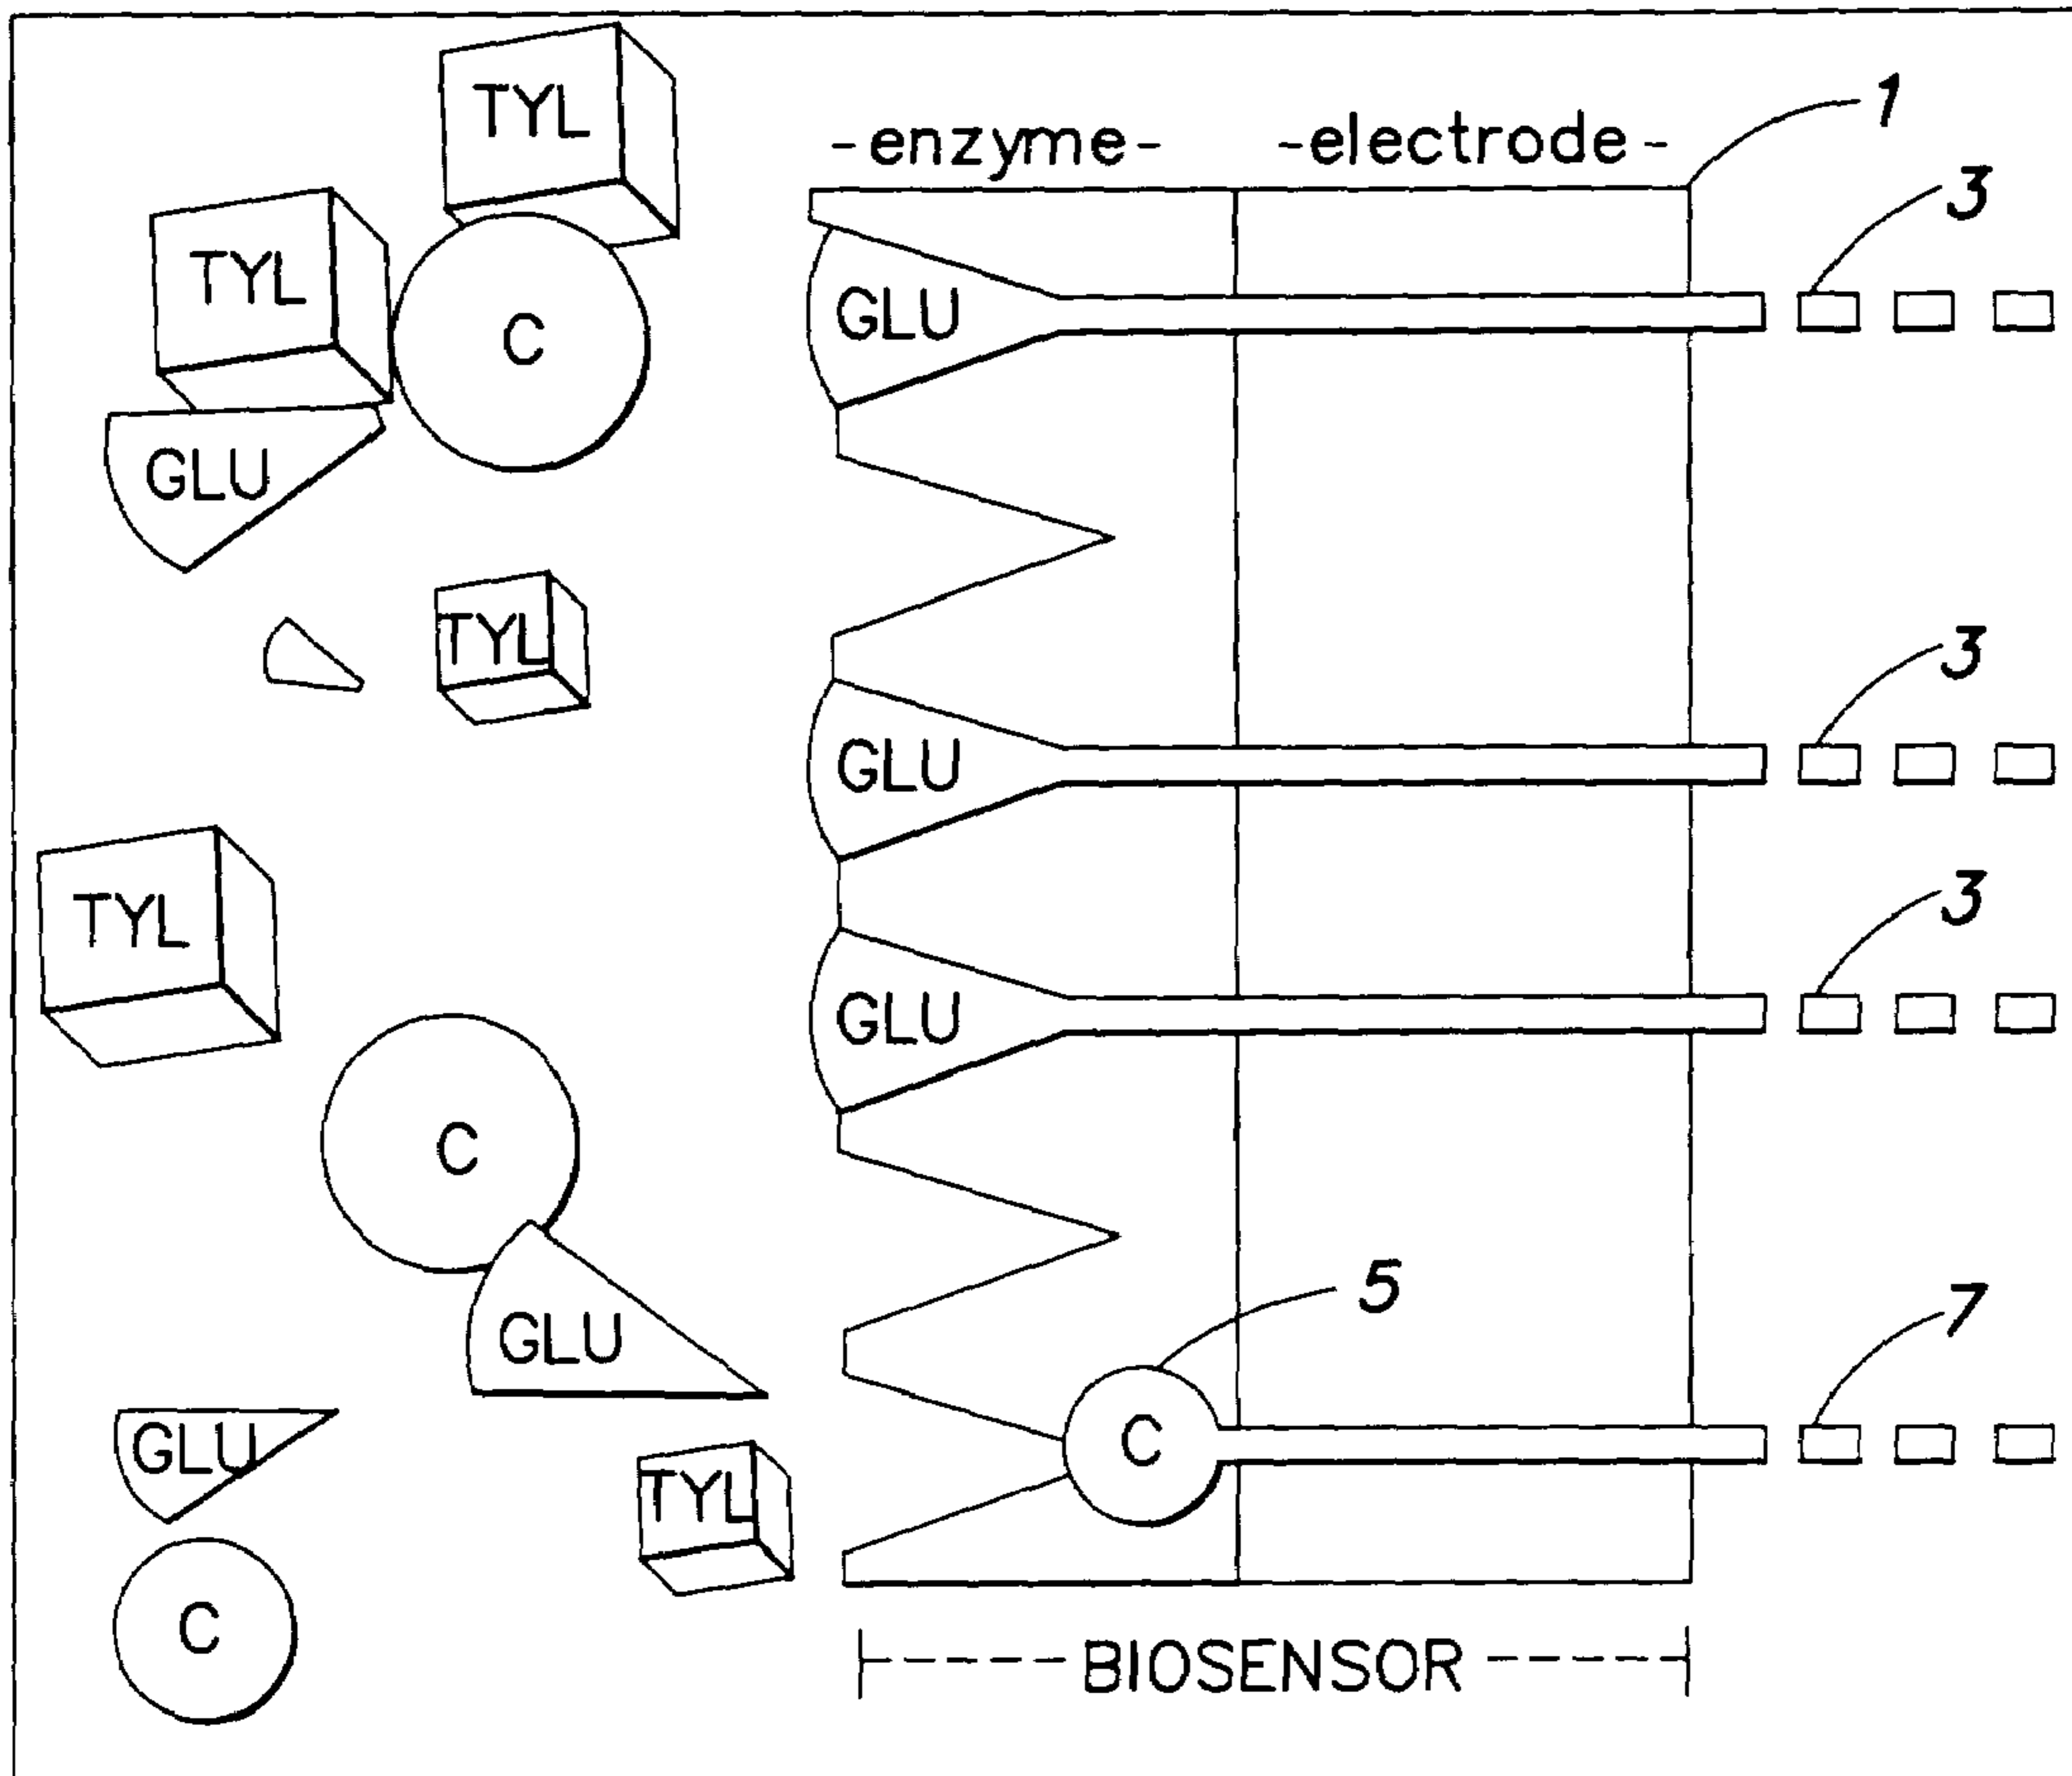 TYL
-enzyme-
-electrode-
1
3
TYL
C
GLU
GLU
TYL
3
GLU
3
TYL
GLU
C
5
GLU
7
GLU
C
TYL
C
BIOSENSOR